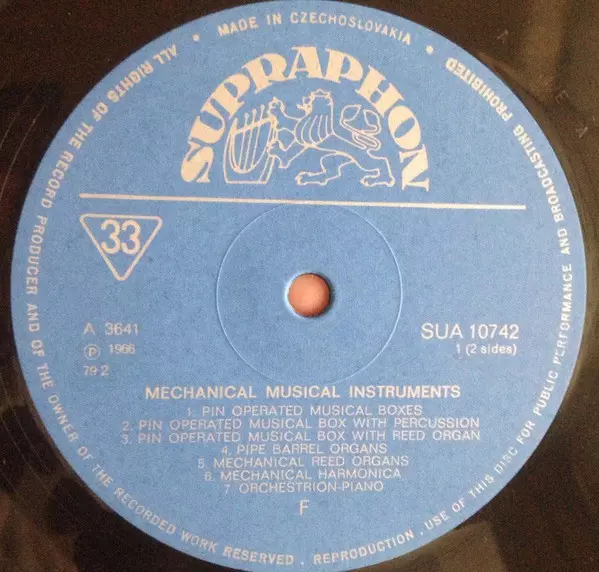 ALL RIGHTS OF THE RECORD PRODUCER AND OF THE OWNER OF THE RECORDED WORK RESERVED . REPRODUCTION . USE OF THIS DISC FOR PUBLIC PERFORMANCE AND BROADCASTING PROHIBITED
• MADE IN CZECHOSLOVAKIA •
SUPRAPHON
33
A 3641
Ⓟ 1966
79-2
SUA 10742
1 (2 sides)
MECHANICAL MUSICAL INSTRUMENTS
1. PIN OPERATED MUSICAL BOXES
2. PIN OPERATED MUSICAL BOX WITH PERCUSSION
3. PIN OPERATED MUSICAL BOX WITH REED ORGAN
4. PIPE BARREL ORGANS
5. MECHANICAL REED ORGANS
6. MECHANICAL HARMONICA
7. ORCHESTRION-PIANO
F